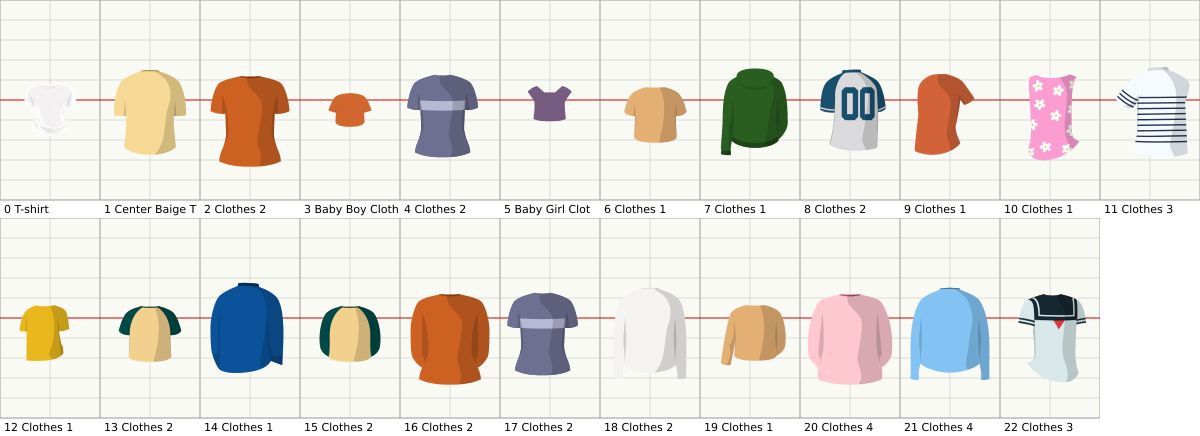 0 T-shirt
1 Center Baige T
2 Clothes 2
3 Baby Boy Cloth
4 Clothes 2
5 Baby Girl Clot
6 Clothes 1
7 Clothes 1
00
8 Clothes 2
9 Clothes 1
10 Clothes 1
11 Clothes 3
12 Clothes 1
13 Clothes 2
14 Clothes 1
15 Clothes 2
16 Clothes 2
17 Clothes 2
18 Clothes 2
19 Clothes 1
20 Clothes 4
21 Clothes 4
22 Clothes 3